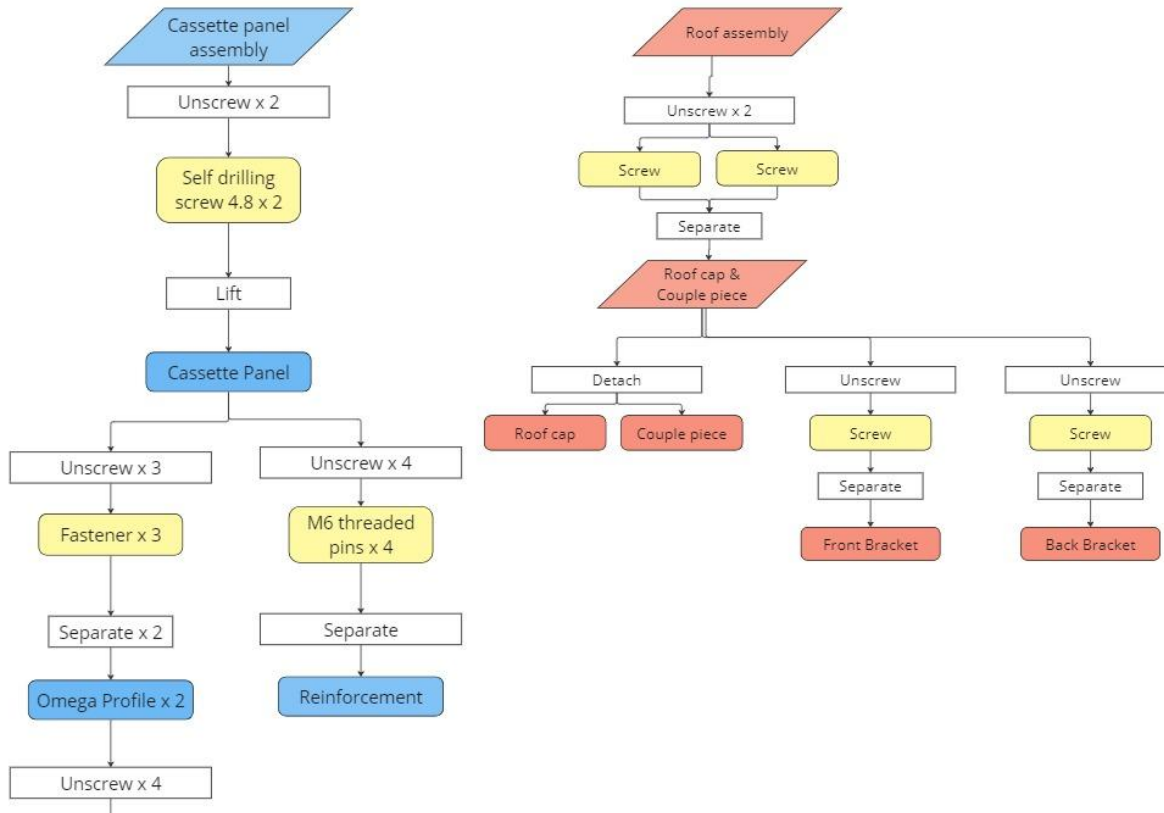 Cassette panel
assembly
Unscrew x 2
Self drilling
screw 4.8 x 2
Lift
Cassette Panel
Unscrew x 3
Unscrew x 4
Fastener x 3
M6 threaded
pins x 4
Separate x 2
Separate
Omega Profile x 2
Reinforcement
Unscrew x 4
Roof assembly
Unscrew x 2
Screw
Screw
Separate
Roof cap &
Couple piece
Detach
Unscrew
Unscrew
Roof cap
Couple piece
Screw
Screw
Separate
Separate
Front Bracket
Back Bracket